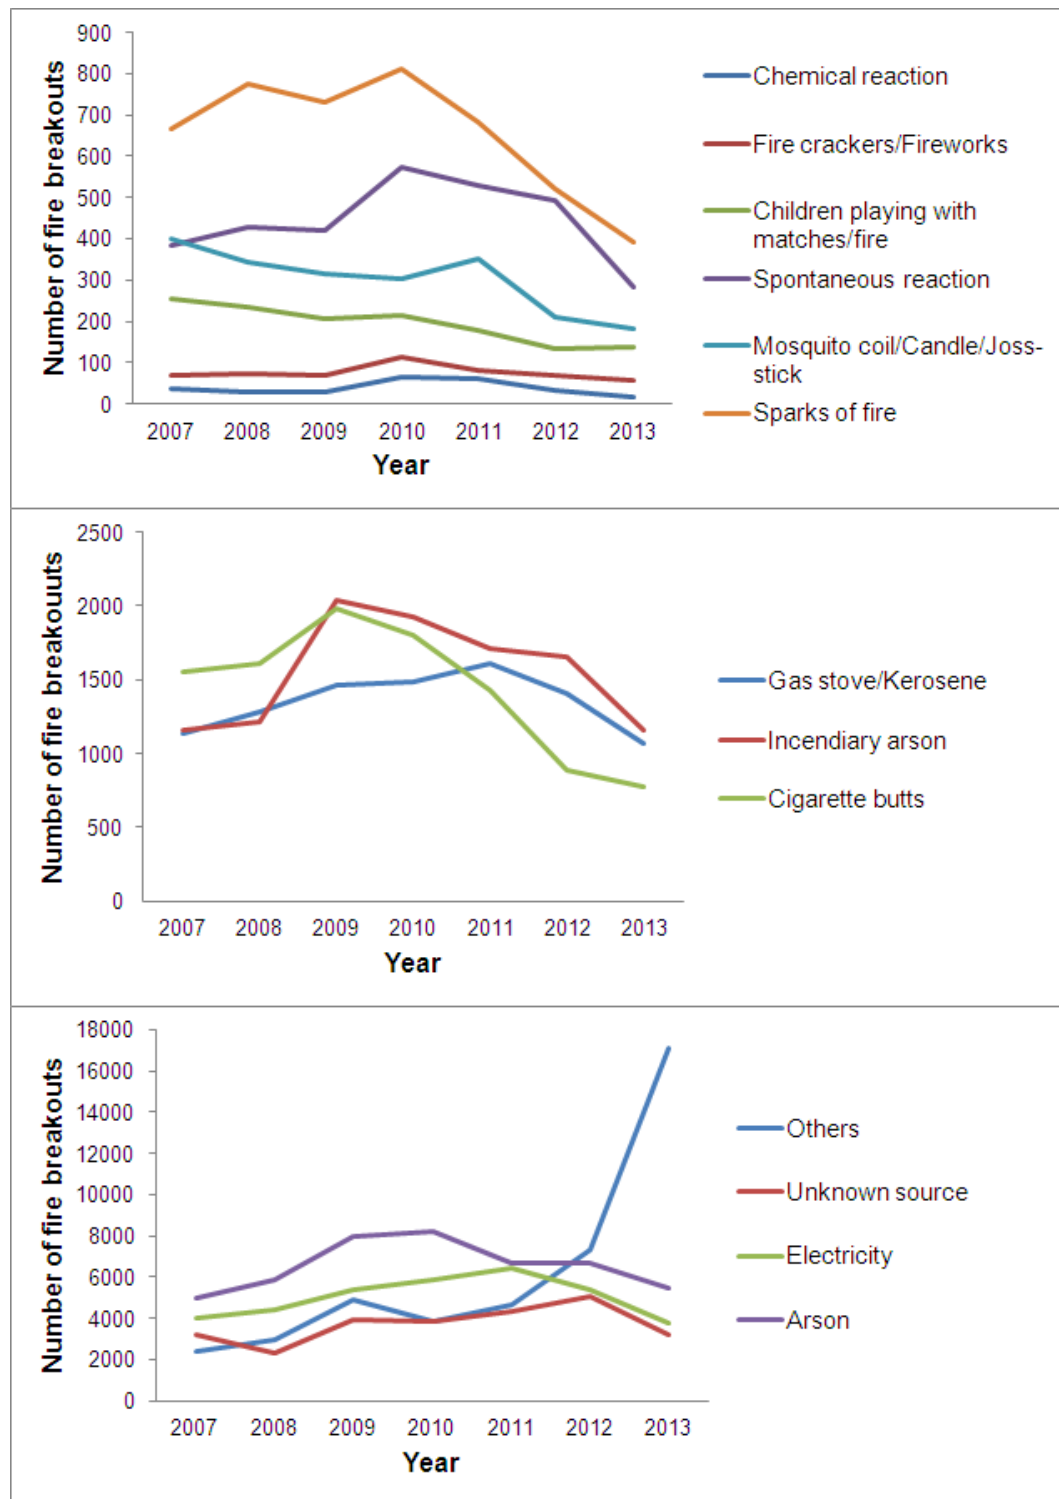 900
800
700
600
500
400
300
200
100
0
Number of fire breakouts
2007 2008 2009 2010 2011 2012 2013
Year
Chemical reaction
Fire crackers/Fireworks
Children playing with
matches/fire
Spontaneous reaction
Mosquito coil/Candle/Joss-
stick
Sparks of fire
2500
2000
1500
1000
500
0
Number of fire breakouuts
2007 2008 2009 2010 2011 2012 2013
Year
Gas stove/Kerosene
Incendiary arson
Cigarette butts
18000
16000
14000
12000
10000
8000
6000
4000
2000
0
Number of fire breakouts
2007 2008 2009 2010 2011 2012 2013
Year
Others
Unknown source
Electricity
Arson